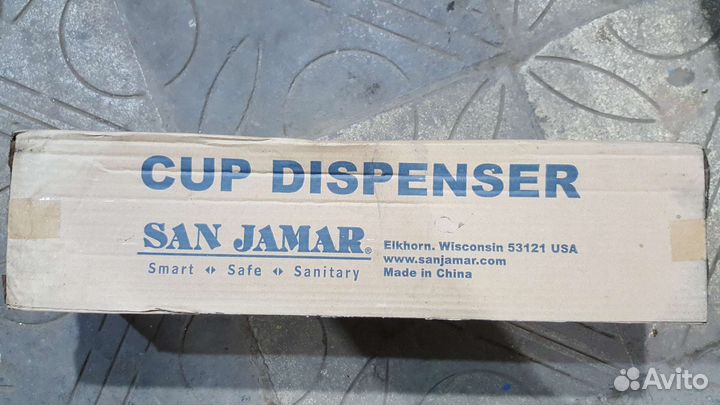 CUP DISPENSER
SAN JAMAR®
Smart ◆ Safe ◆ Sanitary
Elkhorn. Wisconsin 53121 USA
www.sanjamar.com
Made in China
Avito